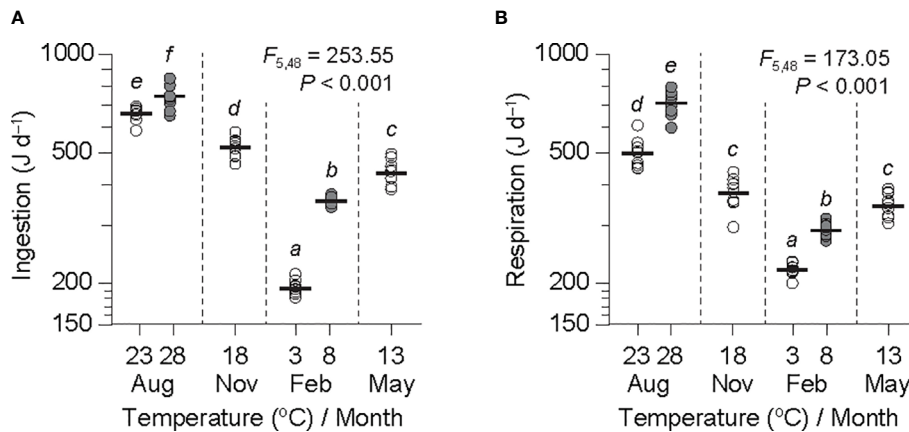 A
Ingestion (J d⁻¹)
1000
500
200
150
e
f
d
a
b
c
F5,48 = 253.55
P < 0.001
23 28 18 3 8 13
Aug Nov Feb May
Temperature (°C) / Month
B
Respiration (J d⁻¹)
1000
500
200
150
d
e
c
a
b
c
F5,48 = 173.05
P < 0.001
23 28 18 3 8 13
Aug Nov Feb May
Temperature (°C) / Month